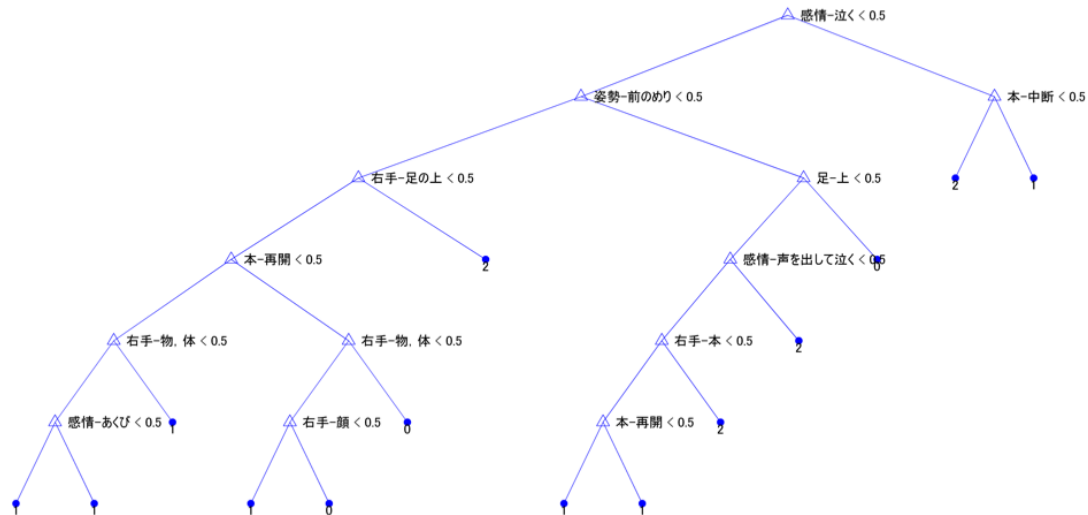 感情-泣く < 0.5
姿勢-前のめり < 0.5
本-中断 < 0.5
右手-足の上 < 0.5
足-上 < 0.5
2
1
本-再開 < 0.5
2
感情-声を出して泣く < 0.5
0
右手-物, 体 < 0.5
右手-物, 体 < 0.5
右手-本 < 0.5
2
感情-あくび < 0.5
1
右手-顔 < 0.5
0
本-再開 < 0.5
2
1
1
1
0
1
1